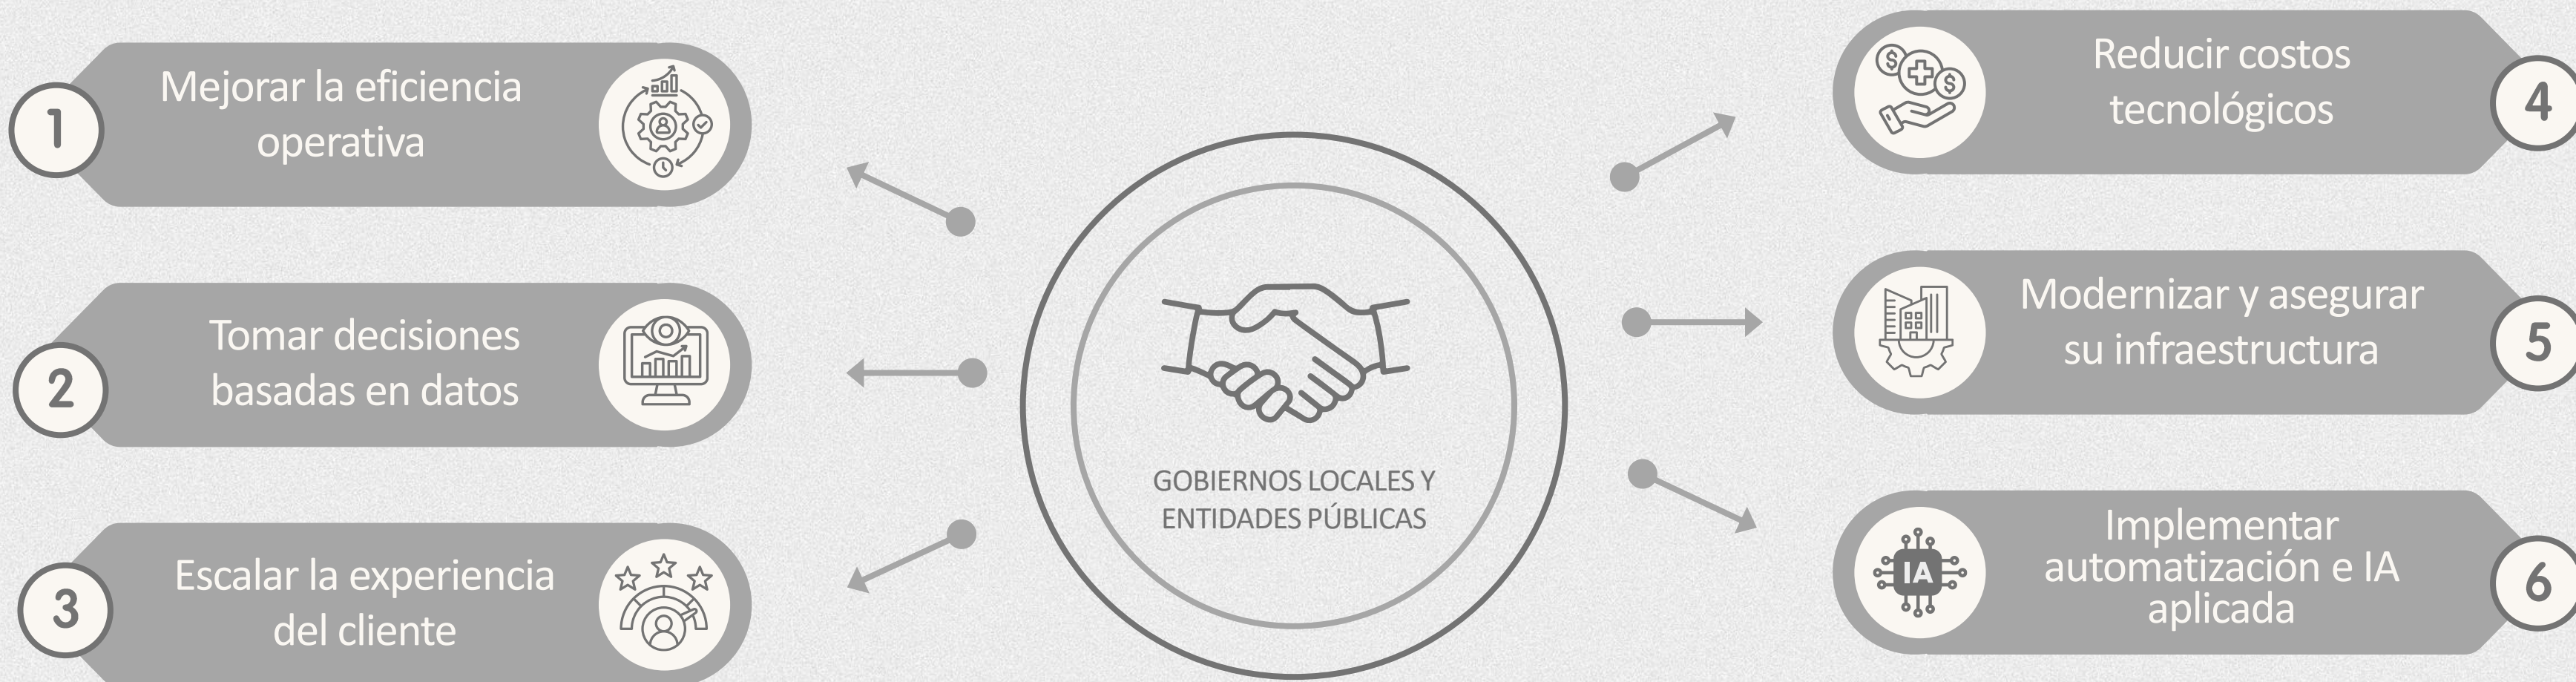 1
Mejorar la eficiencia
operativa
2
Tomar decisiones
basadas en datos
3
Escalar la experiencia
del cliente
GOBIERNOS LOCALES Y
ENTIDADES PÚBLICAS
$
$
Reducir costos
tecnológicos
4
Modernizar y asegurar
su infraestructura
5
IA
Implementar
automatización e IA
aplicada
6